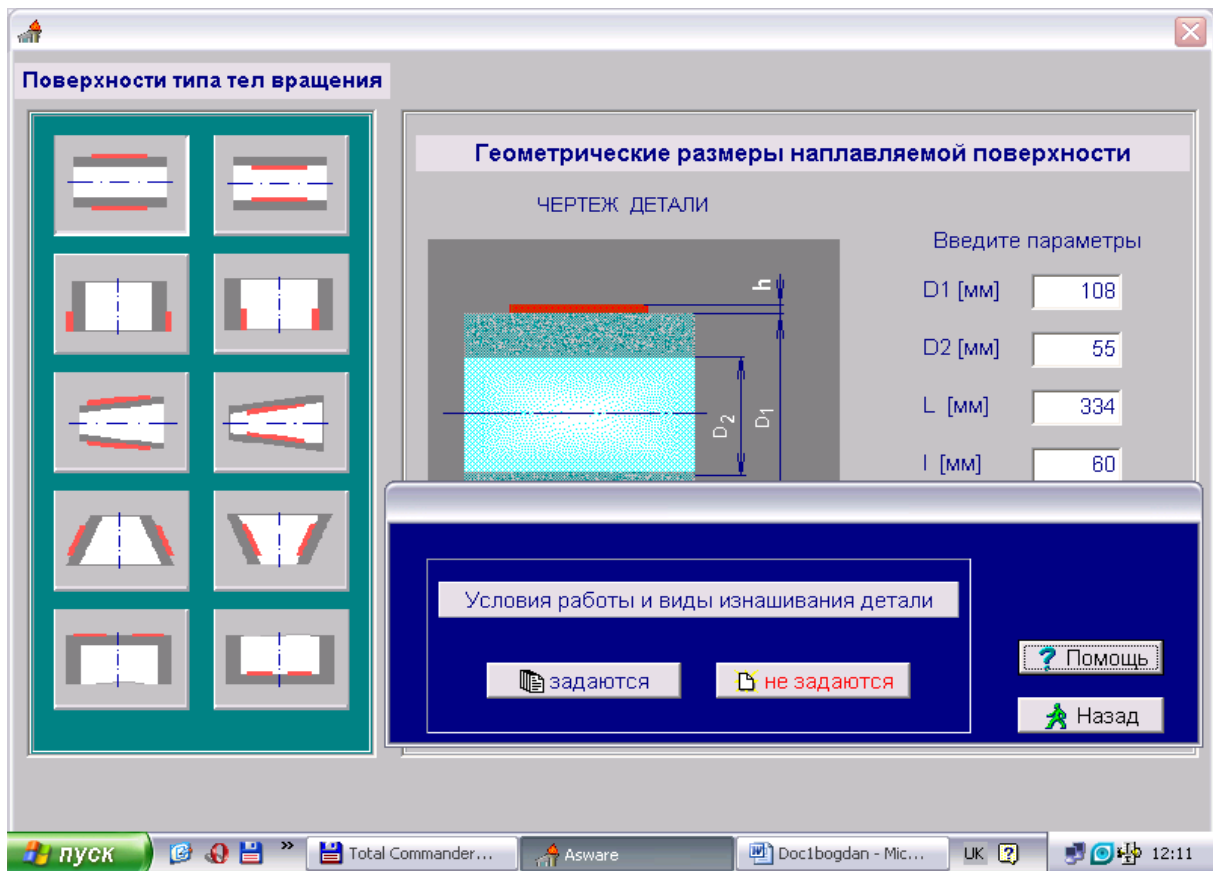 Поверхности типа тел вращения
Геометрические размеры наплавляемой поверхности
ЧЕРТЕЖ ДЕТАЛИ
Введите параметры
h
D1 [мм] 108
D2 [мм] 55
L [мм] 334
l [мм] 60
D2
D1
Условия работы и виды изнашивания детали
задаются
не задаются
? Помощь
Назад
пуск
»
Total Commander...
Asware
Doc1bogdan - Mic...
UK
?
12:11